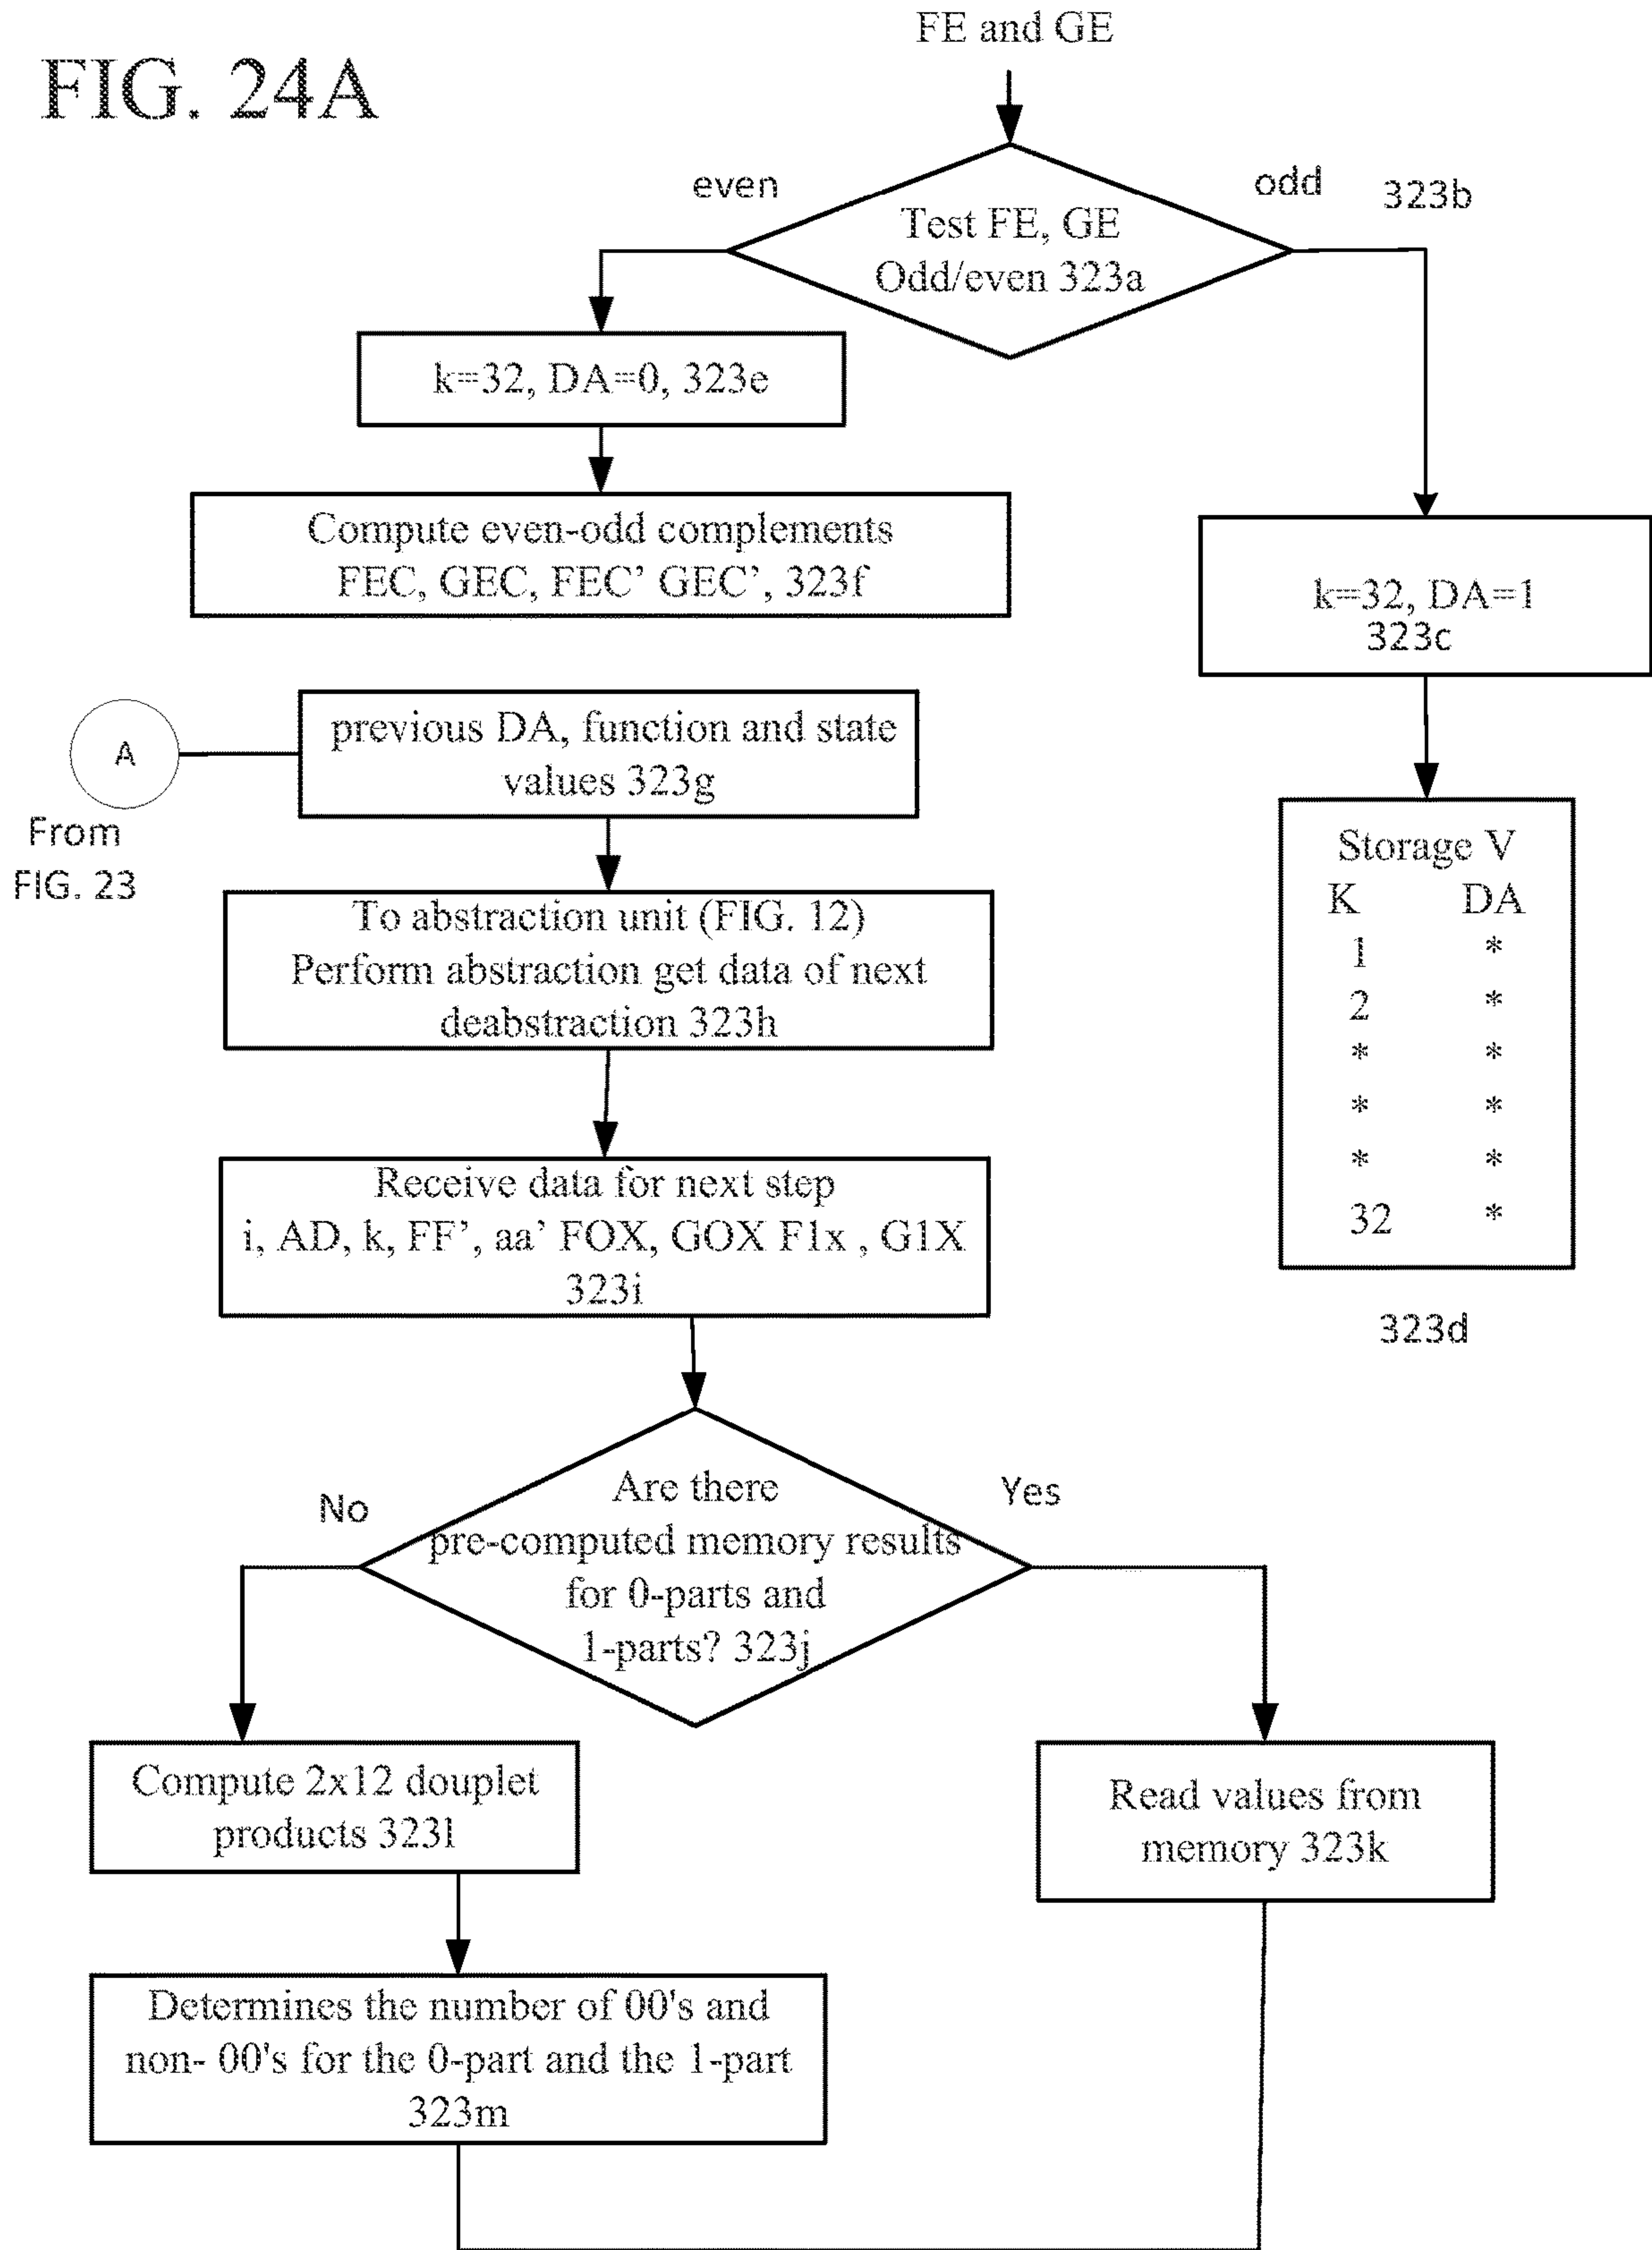 FIG. 24A
FE and GE
even
odd
323b
Test FE, GE
Odd/even 323a
k=32, DA=0, 323e
Compute even-odd complements
FEC, GEC, FEC’ GEC’, 323f
k=32, DA=1
323c
A
From
FIG. 23
previous DA, function and state
values 323g
To abstraction unit (FIG. 12)
Perform abstraction get data of next
deabstraction 323h
Storage V
K DA
1 *
2 *
* *
* *
* *
32 *
323d
Receive data for next step
i, AD, k, FF’, aa’ FOX, GOX F1x , G1X
323i
No
Yes
Are there
pre-computed memory results
for 0-parts and
1-parts? 323j
Compute 2x12 douplet
products 323l
Read values from
memory 323k
Determines the number of 00's and
non- 00's for the 0-part and the 1-part
323m